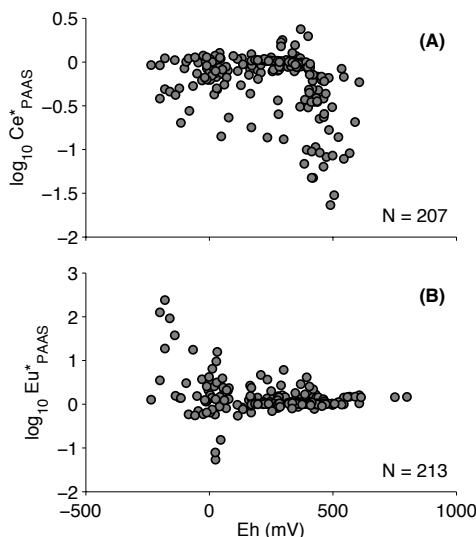 0.5
(A)
0
−0.5
−1
−1.5
−2
log10 Ce*PAAS
N = 207
3
(B)
2
1
0
−1
−2
log10 Eu*PAAS
N = 213
−500
0
500
1000
Eh (mV)